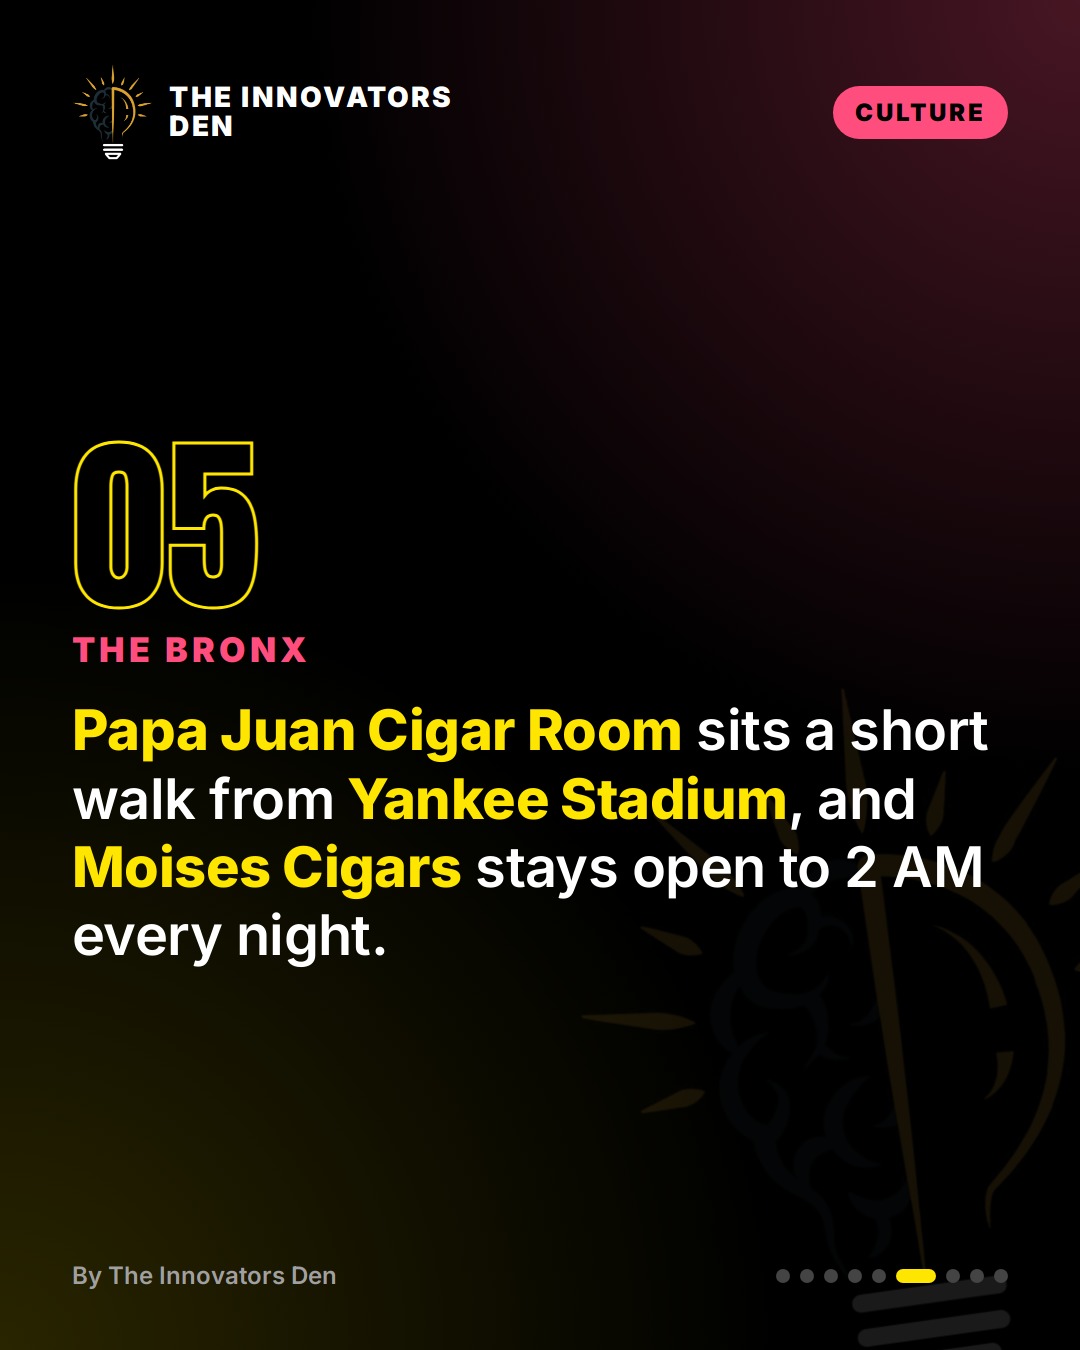 THE INNOVATORS
DEN
CULTURE
05
THE BRONX
Papa Juan Cigar Room sits a short
walk from Yankee Stadium, and
Moises Cigars stays open to 2 AM
every night.
By The Innovators Den